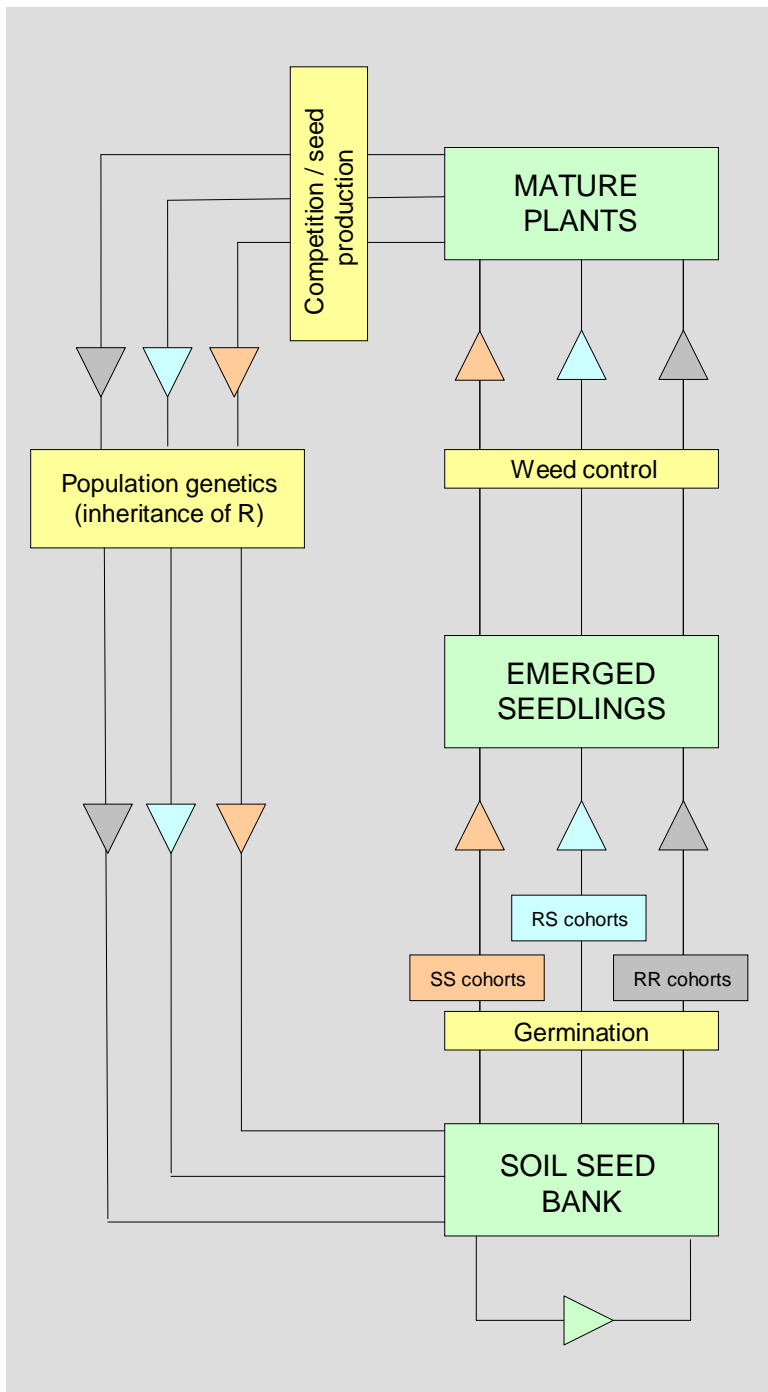 Competition / seed
production
MATURE
PLANTS
Population genetics
(inheritance of R)
Weed control
EMERGED
SEEDLINGS
RS cohorts
SS cohorts
RR cohorts
Germination
SOIL SEED
BANK